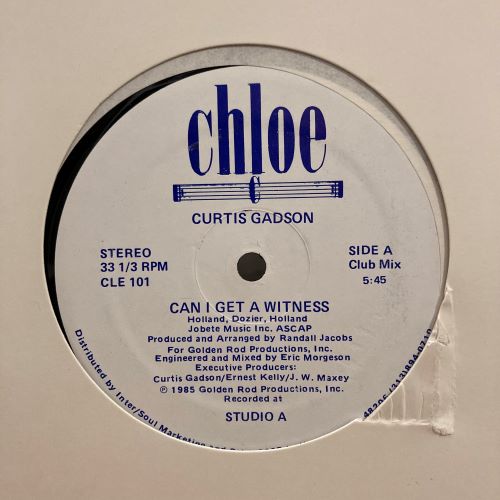 chloe
C
CURTIS GADSON
STEREO
33 1/3 RPM
CLE 101
SIDE A
Club Mix
5:45
CAN I GET A WITNESS
Holland, Dozier, Holland
Jobete Music Inc. ASCAP
Produced and Arranged by Randall Jacobs
For Golden Rod Productions, Inc.
Engineered and Mixed by Eric Morgeson
Executive Producers:
Curtis Gadson/Ernest Kelly/J. W. Maxey
℗ 1985 Golden Rod Productions, Inc.
Recorded at
STUDIO A
Distributed by Inter/Soul Marketing